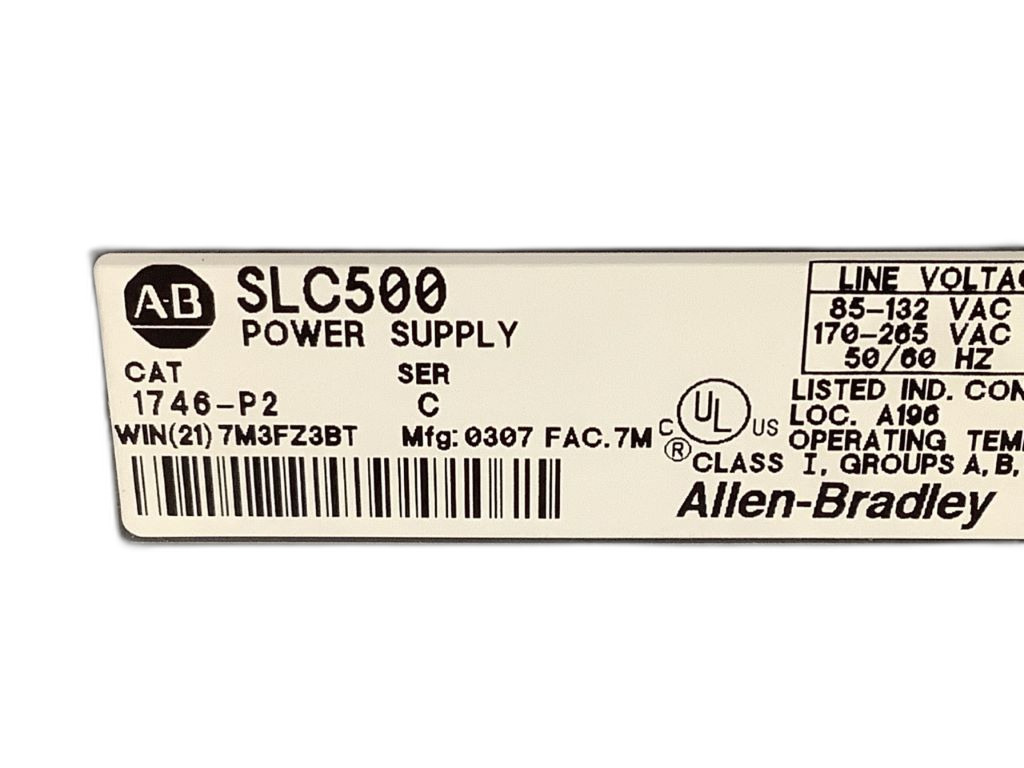 A-B SLC500
POWER SUPPLY
CAT SER
1746-P2 C
WIN(21) 7M3FZ3BT Mfg: 0307 FAC. 7M
C UL US
®
LINE
85-132 VAC
170-265 VAC
50/60 HZ
LISTED IND.
LOC. A196
OPERATING
CLASS I, GROUPS A, B,
Allen-Bradley